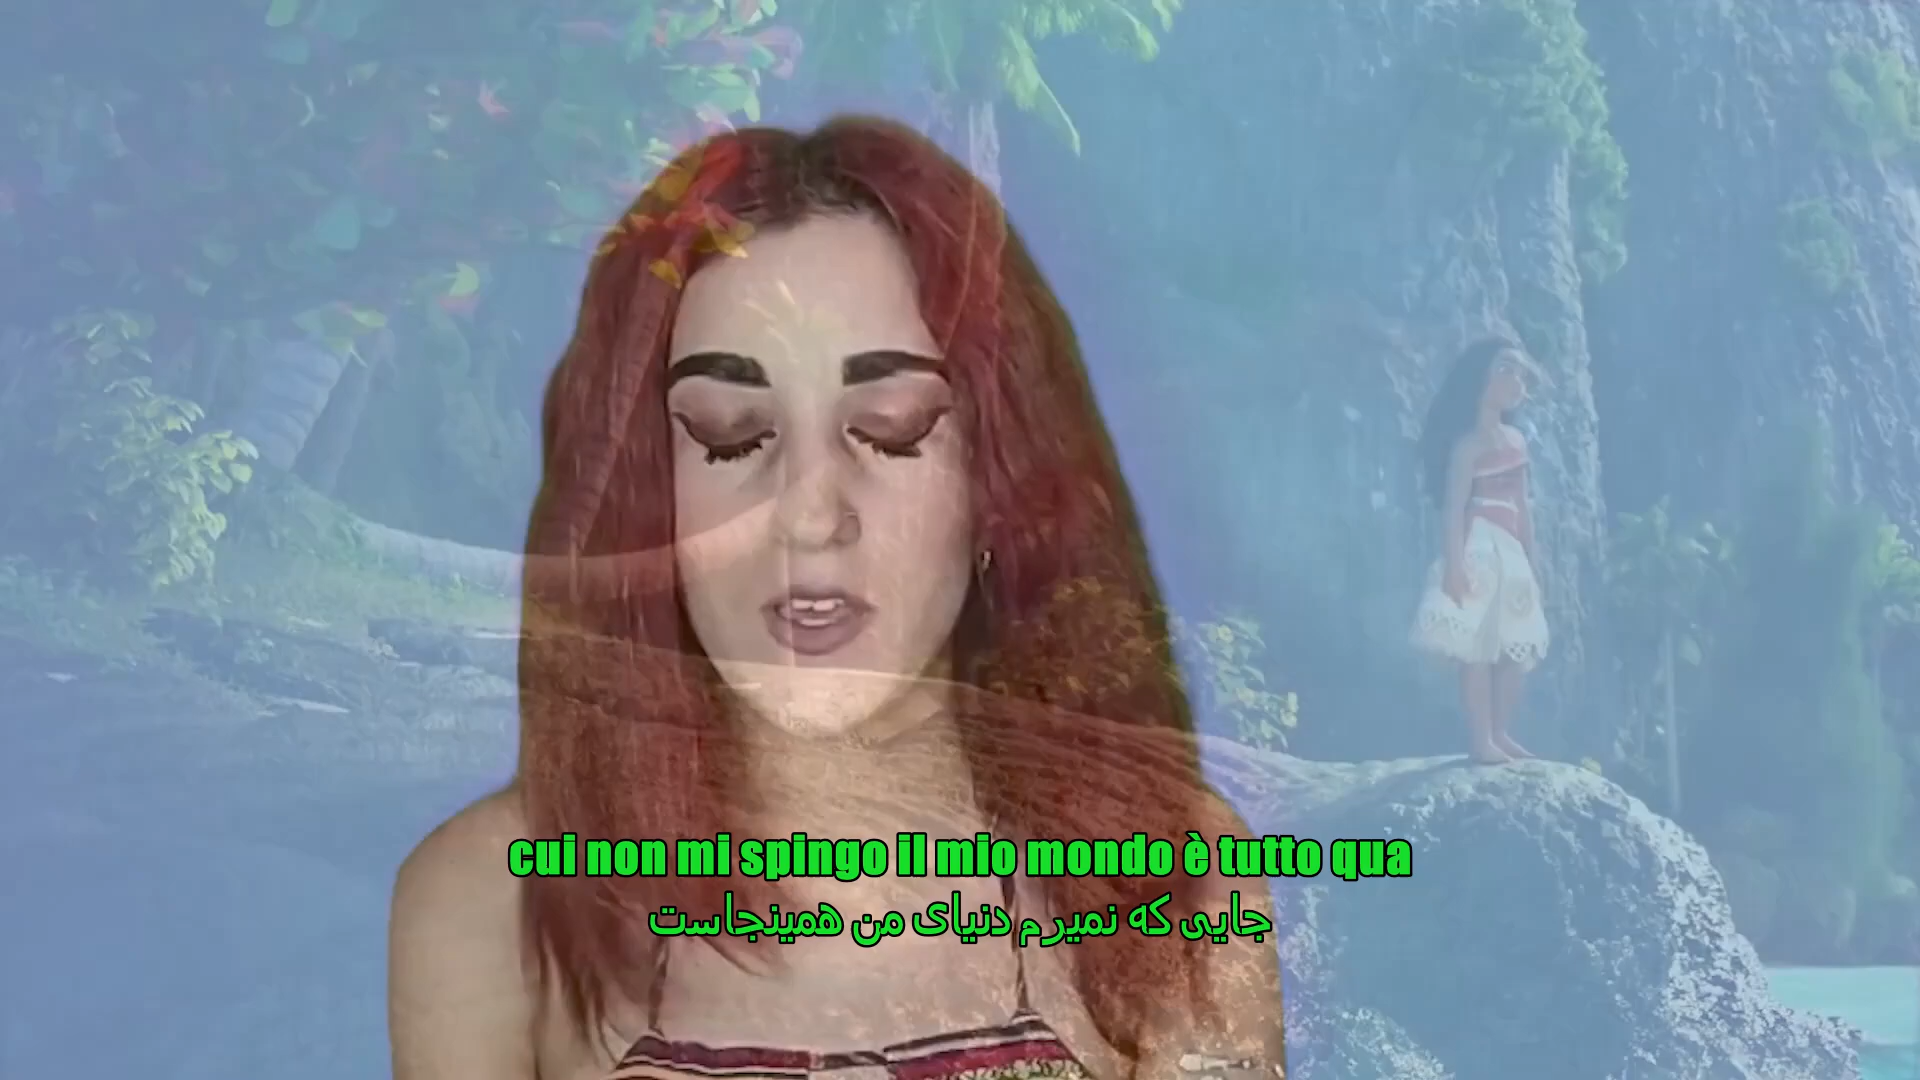 cui non mi spingo il mio mondo è tutto qua
جایی که نمیرم دنیای من همینجاست